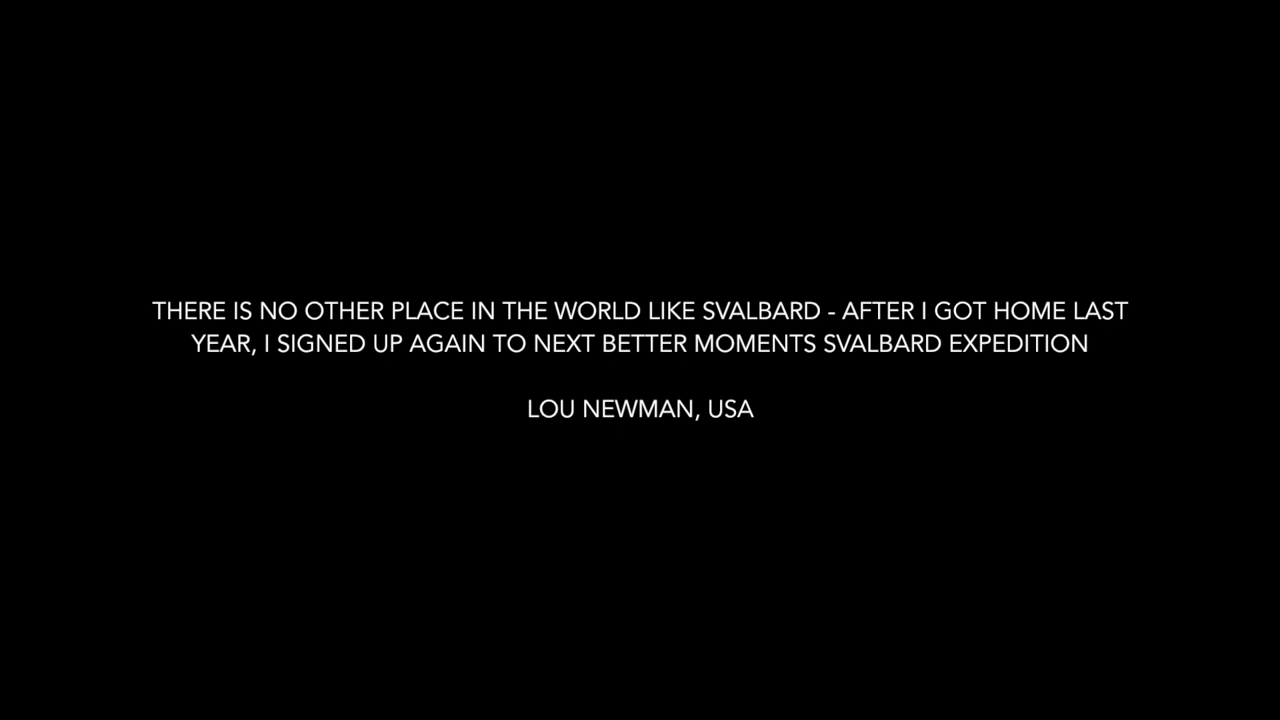 THERE IS NO OTHER PLACE IN THE WORLD LIKE SVALBARD - AFTER I GOT HOME LAST
YEAR, I SIGNED UP AGAIN TO NEXT BETTER MOMENTS SVALBARD EXPEDITION
LOU NEWMAN, USA